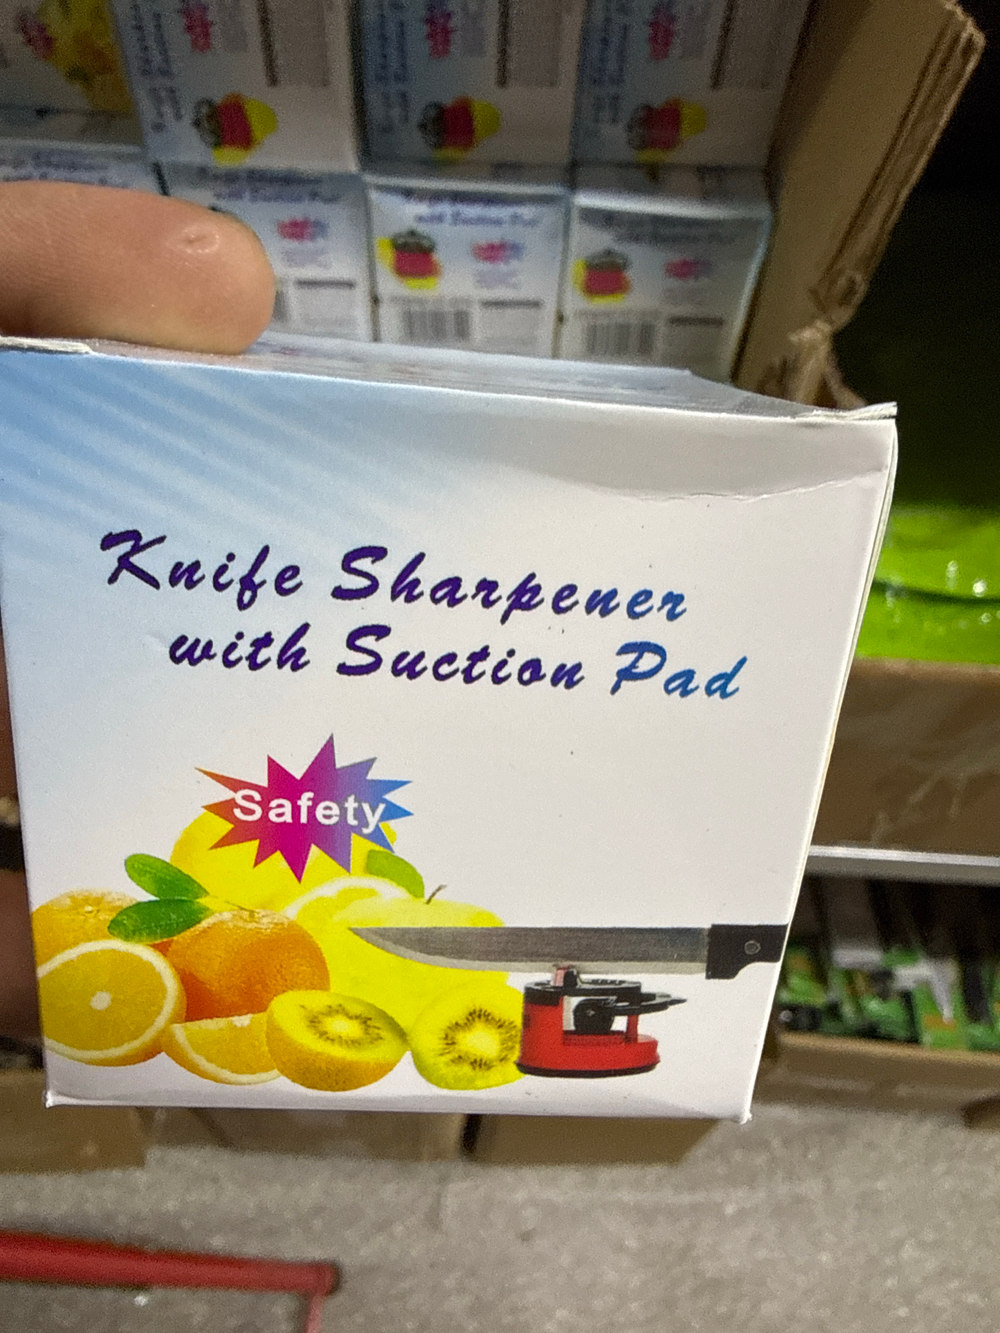 Knife Sharpener
with Suction Pad
Safety